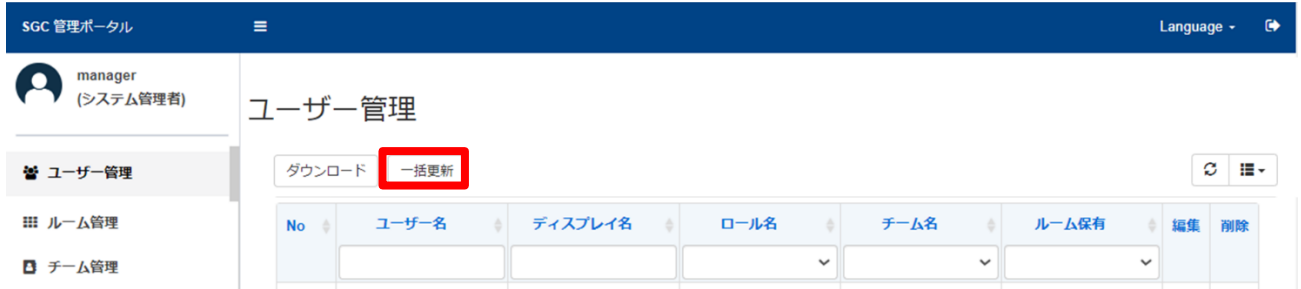 SGC 管理ポータル
Language
manager
(システム管理者)
ユーザー管理
ダウンロード 一括更新
ユーザー管理
ルーム管理
チーム管理
No ユーザー名 ディスプレイ名 ロール名 チーム名 ルーム保有 編集 削除